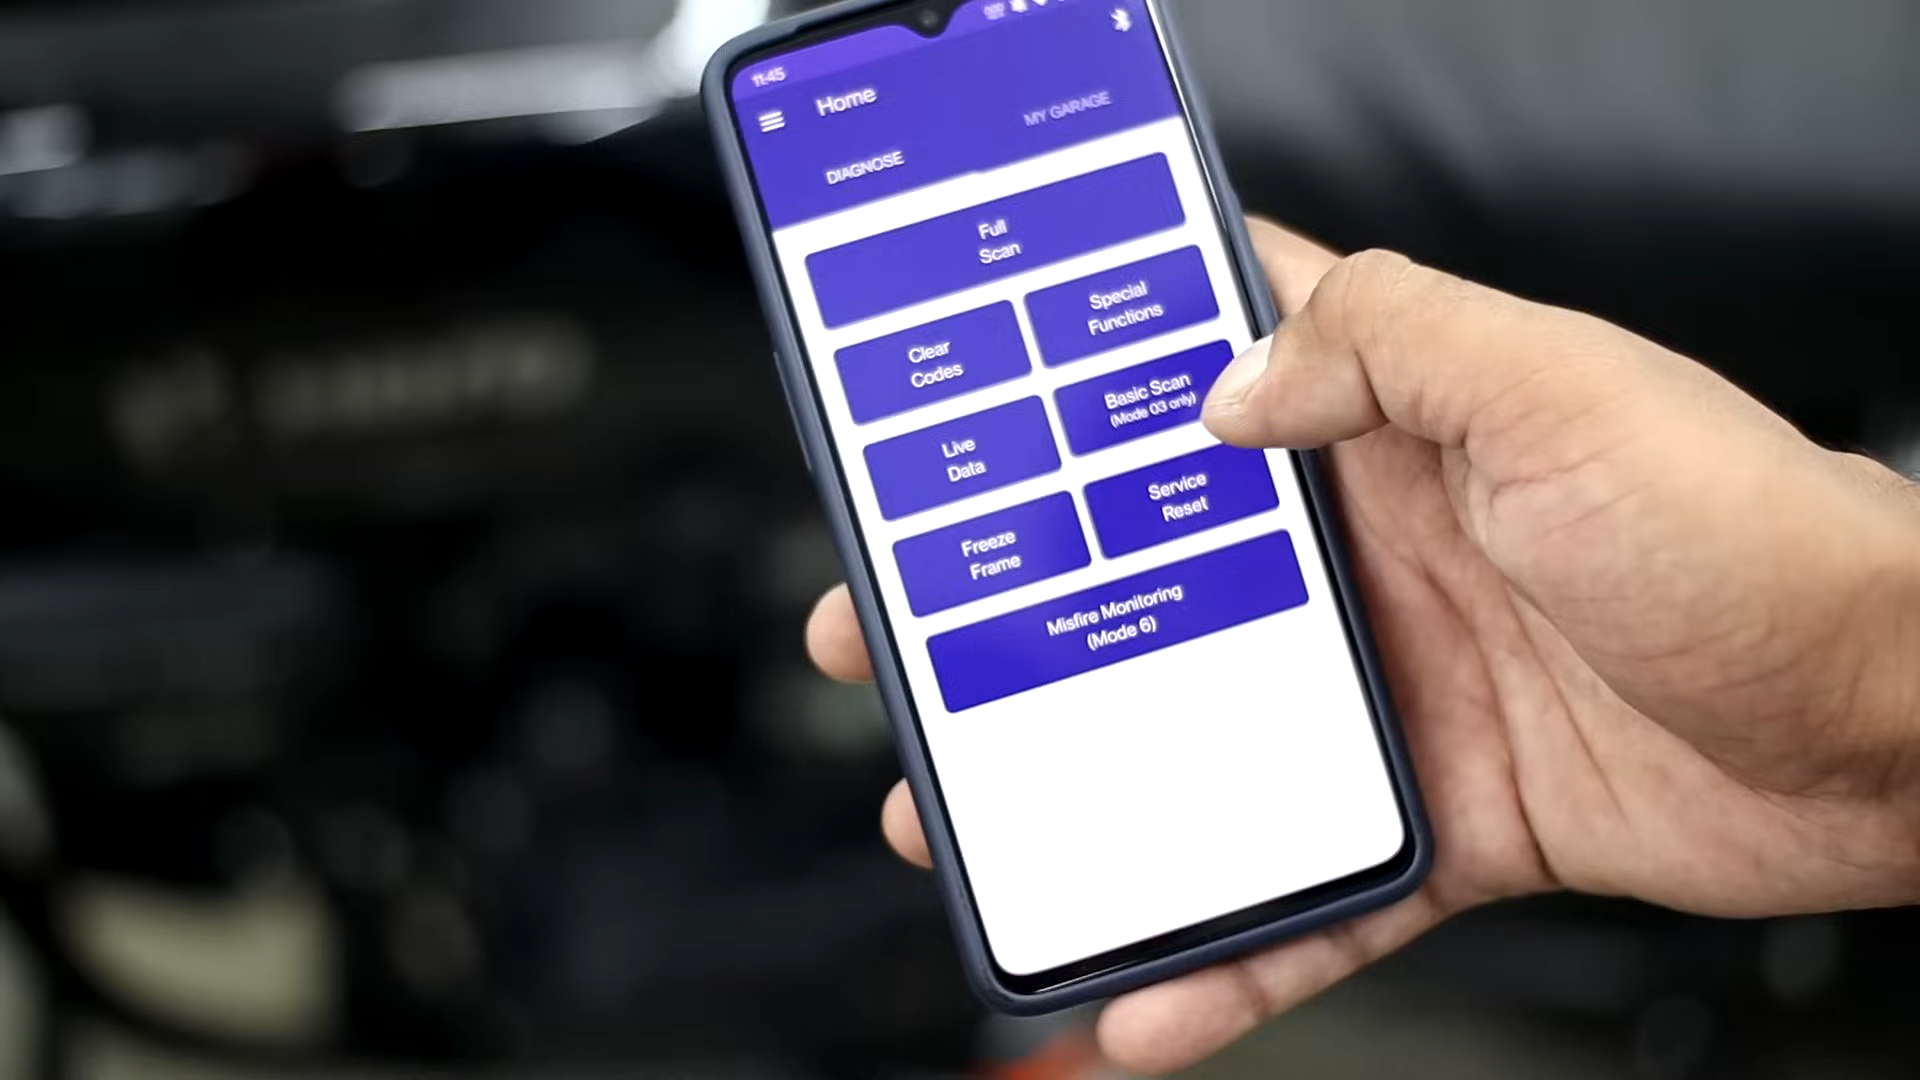 11:45
Home
DIAGNOSE
MY GARAGE
Full
Scan
Clear
Codes
Special
Functions
Live
Data
Basic Scan
(Mode 03 only)
Freeze
Frame
Service
Reset
Misfire Monitoring
(Mode 6)